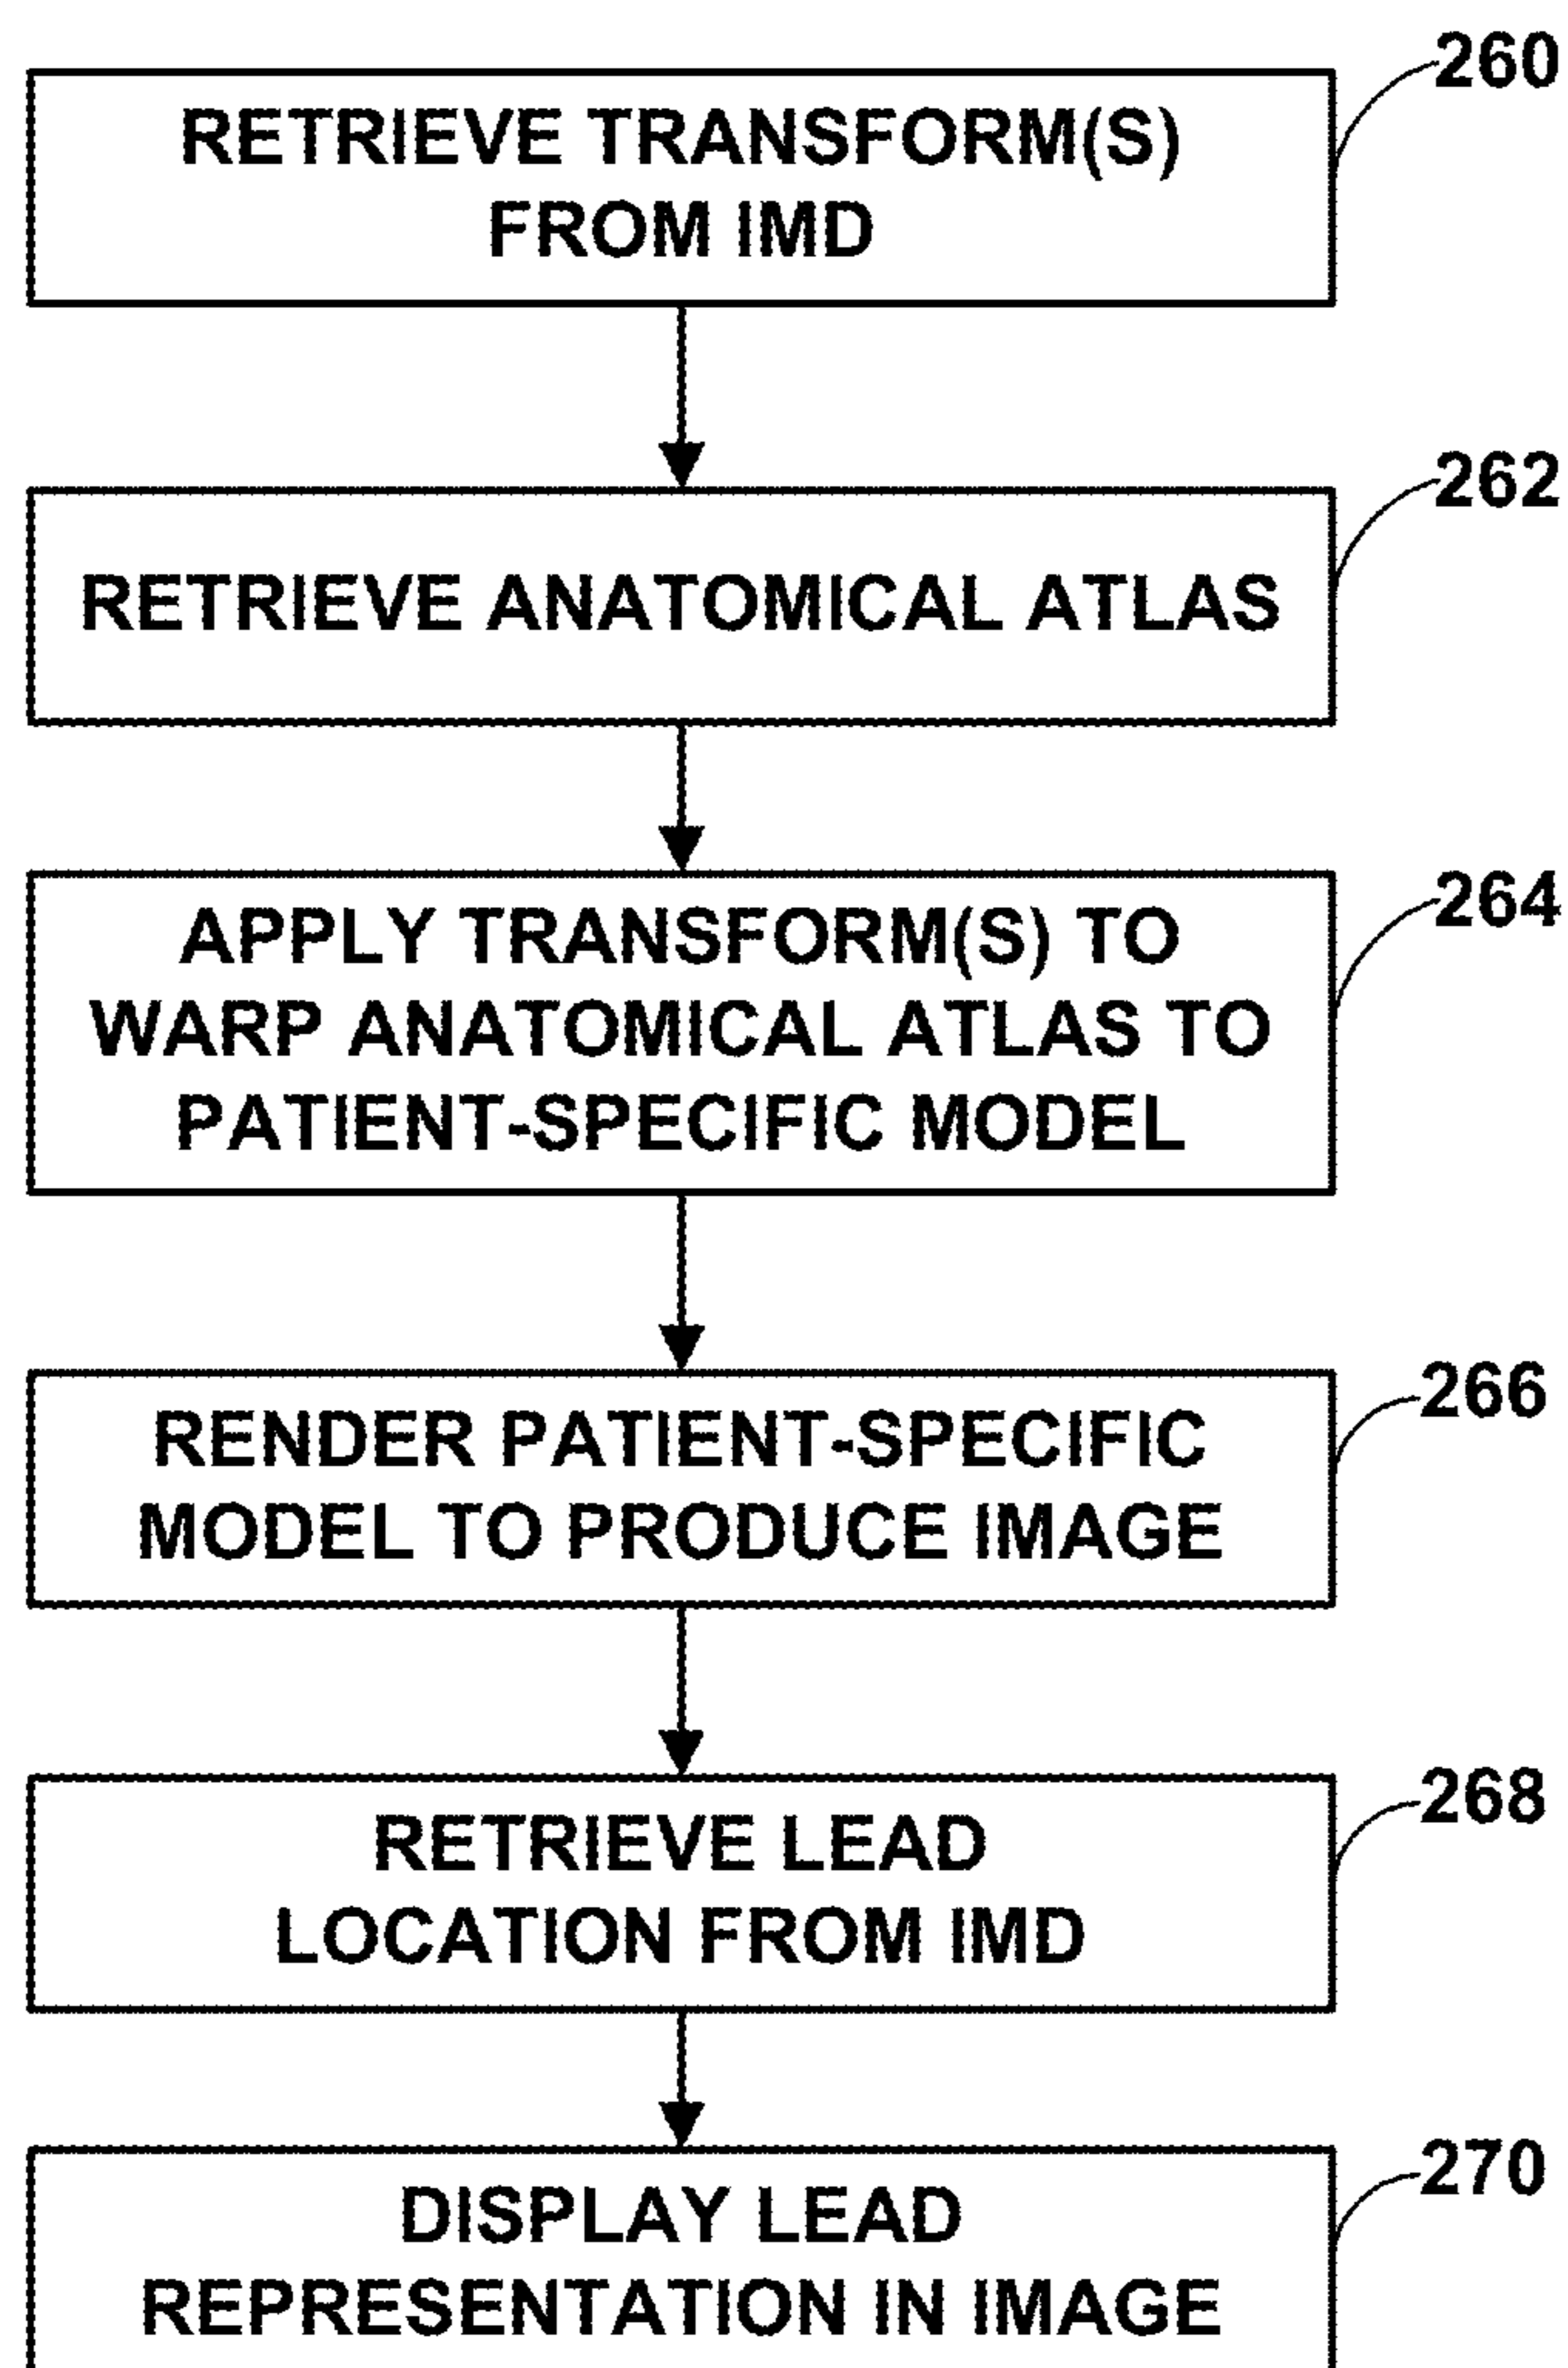 260
RETRIEVE TRANSFORM(S)
FROM IMD
262
RETRIEVE ANATOMICAL ATLAS
264
APPLY TRANSFORM(S) TO
WARP ANATOMICAL ATLAS TO
PATIENT-SPECIFIC MODEL
266
RENDER PATIENT-SPECIFIC
MODEL TO PRODUCE IMAGE
268
RETRIEVE LEAD
LOCATION FROM IMD
270
DISPLAY LEAD
REPRESENTATION IN IMAGE